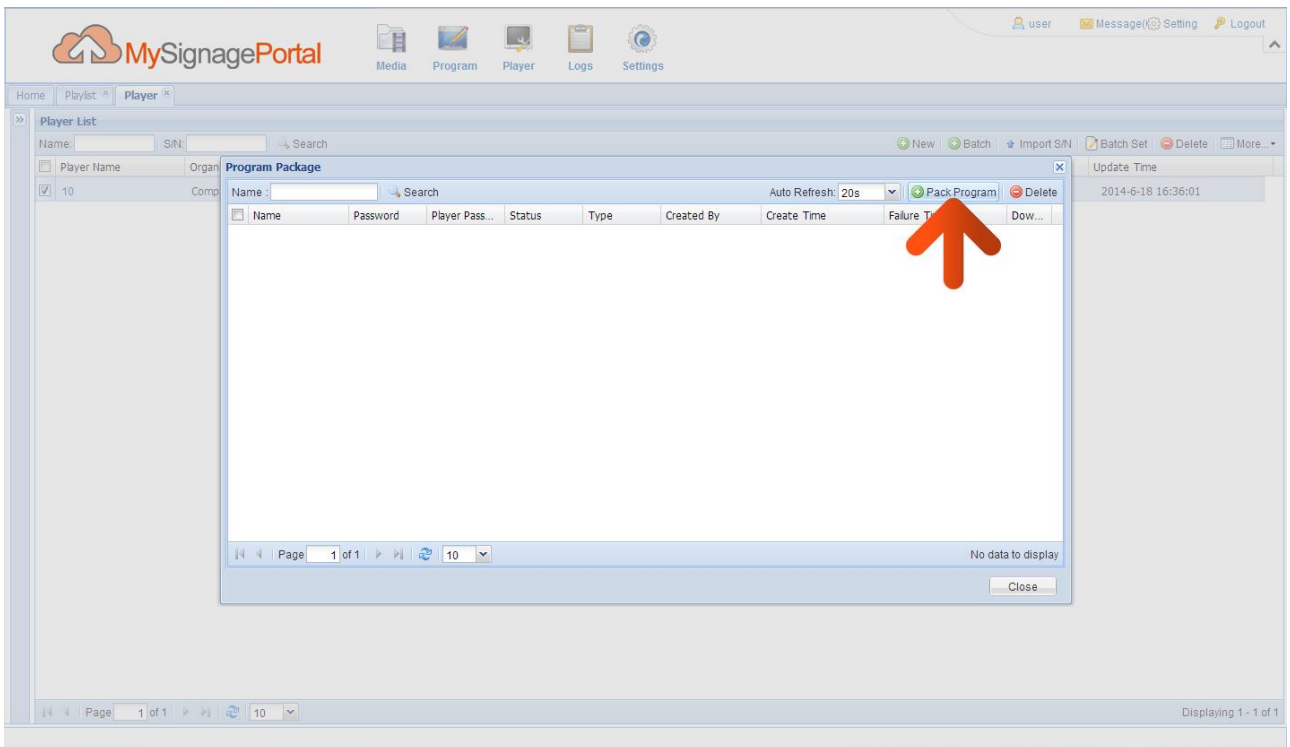 user Message( Setting Logout
MySignagePortal
Media Program Player Logs Settings
Home Playlist Player
Player List
Name: S/N: Search New Batch Import S/N Batch Set Delete More...
Player Name Organ Update Time
10 Comp 2014-6-18 16:36:01
Program Package
Name : Search Auto Refresh: 20s Pack Program Delete
Name Password Player Pass... Status Type Created By Create Time Failure Dow...
Page 1 of 1 10 No data to display
Close
Page 1 of 1 10 Displaying 1 - 1 of 1